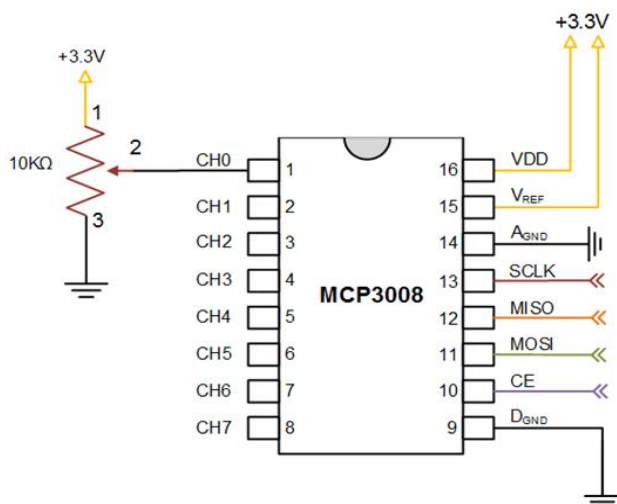 +3.3V
+3.3V
1
10KΩ
2
3
CH0
CH1
CH2
CH3
CH4
CH5
CH6
CH7
1
2
3
4
5
6
7
8
MCP3008
16
15
14
13
12
11
10
9
VDD
VREF
AGND
SCLK
MISO
MOSI
CE
DGND